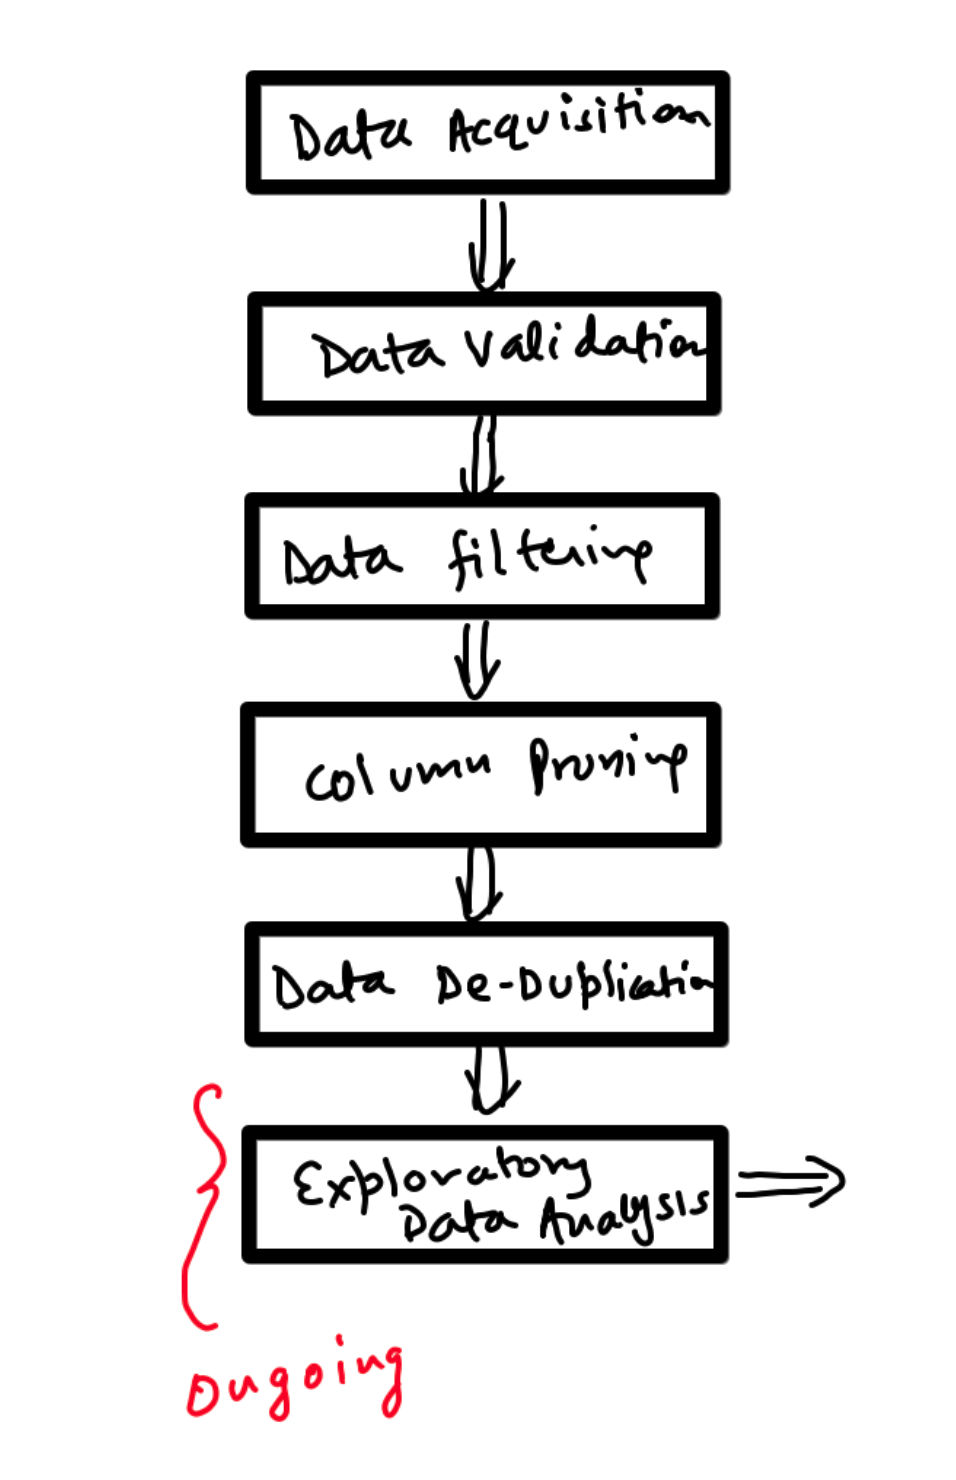 Data Acquisition
Data Validation
Data filtering
Column Pruning
Data De-Duplication
Exploratory
Data Analysis
Ongoing